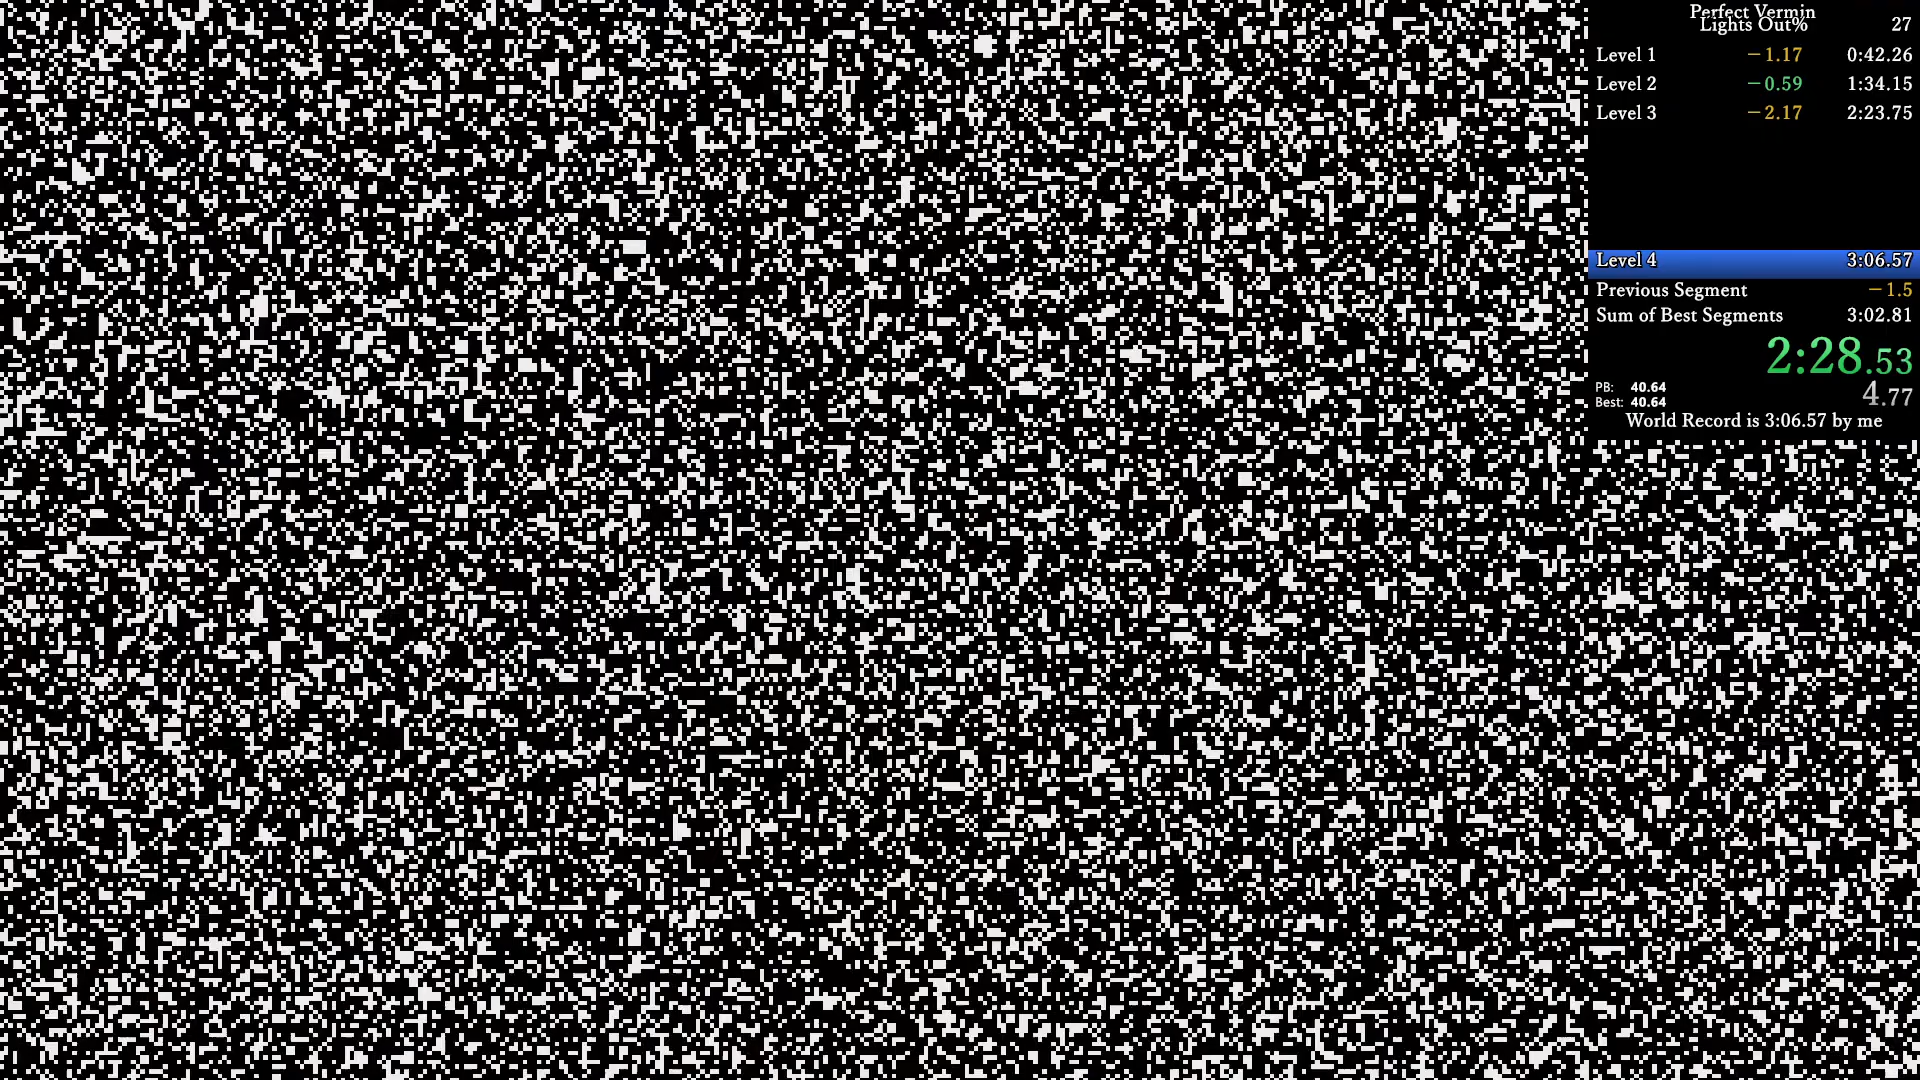 Perfect Vermin
Lights Out% 27
Level 1 −1.17 0:42.26
Level 2 −0.59 1:34.15
Level 3 −2.17 2:23.75
Level 4 3:06.57
Previous Segment −1.5
Sum of Best Segments 3:02.81
2:28.53
PB: 40.64
Best: 40.64
4.77
World Record is 3:06.57 by me